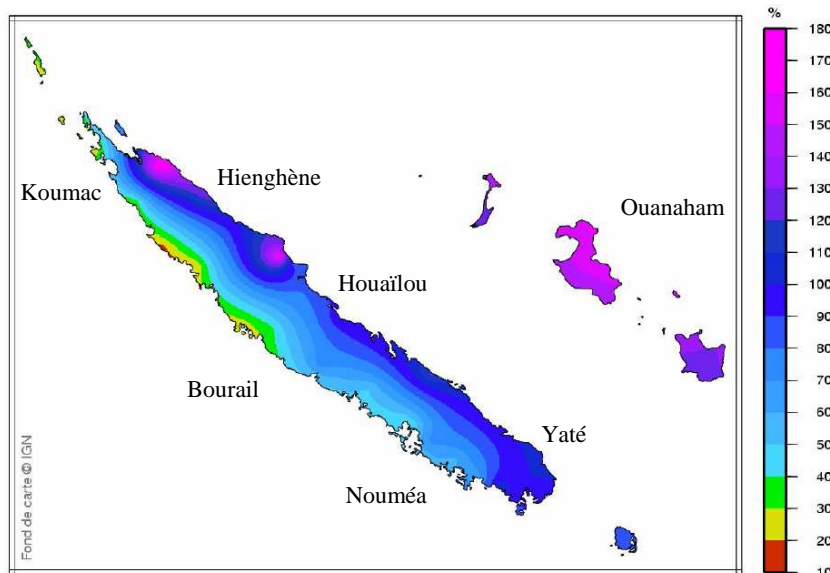 %
180
170
160
150
140
130
120
110
100
90
80
70
60
50
40
30
20
10
Koumac
Hienghène
Ouanaham
Houaïlou
Bourail
Yaté
Nouméa
Fond de carte © IGN